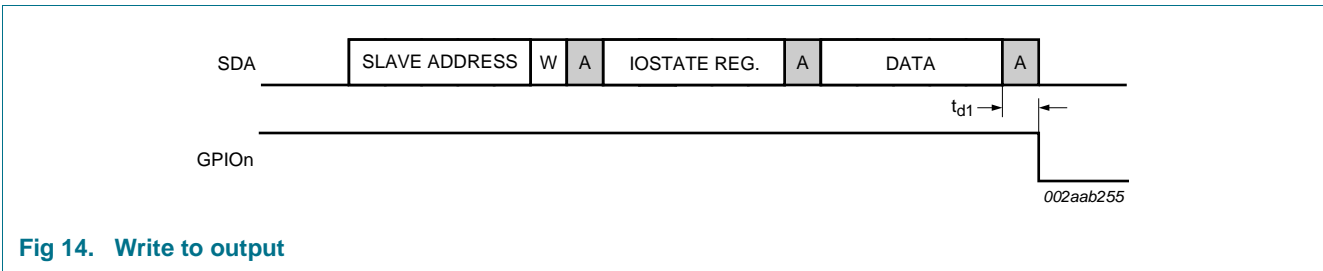 SDA SLAVE ADDRESS W A IOSTATE REG. A DATA A
td1
GPIOn
002aab255
Fig 14. Write to output